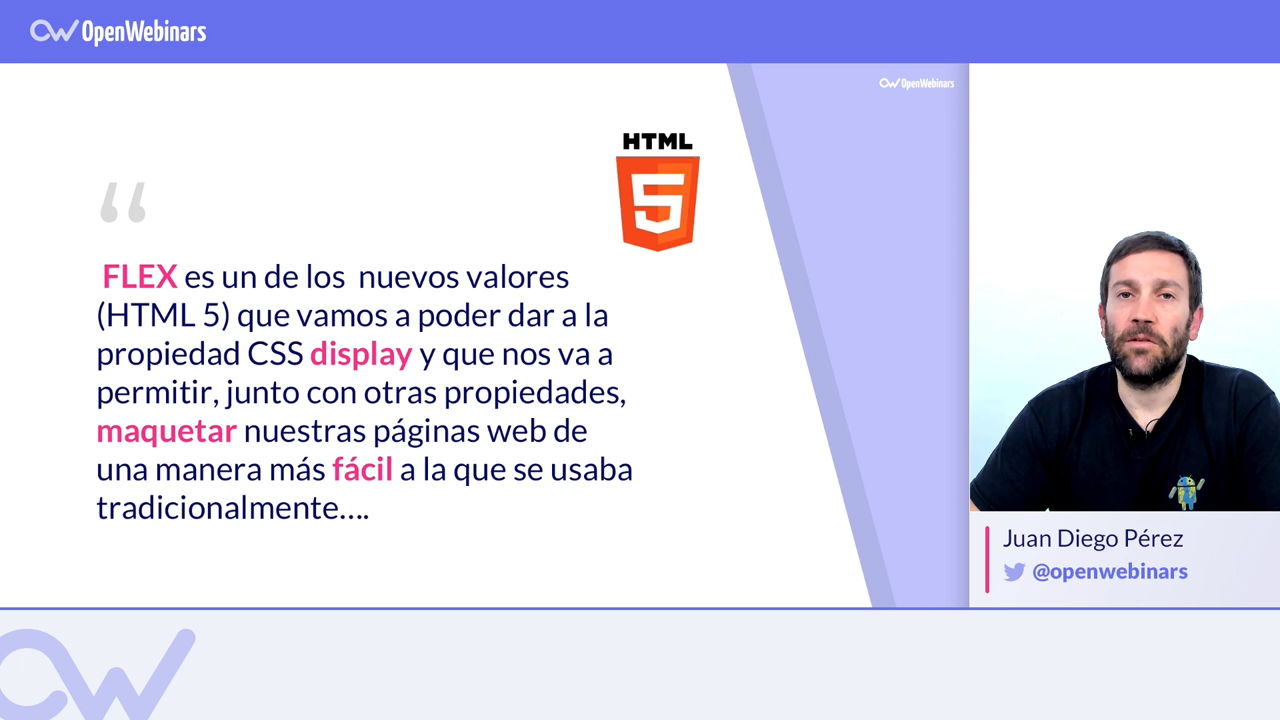 OpenWebinars
OpenWebinars
HTML
5
“
FLEX es un de los nuevos valores
(HTML 5) que vamos a poder dar a la
propiedad CSS display y que nos va a
permitir, junto con otras propiedades,
maquetar nuestras páginas web de
una manera más fácil a la que se usaba
tradicionalmente....
Juan Diego Pérez
@openwebinars